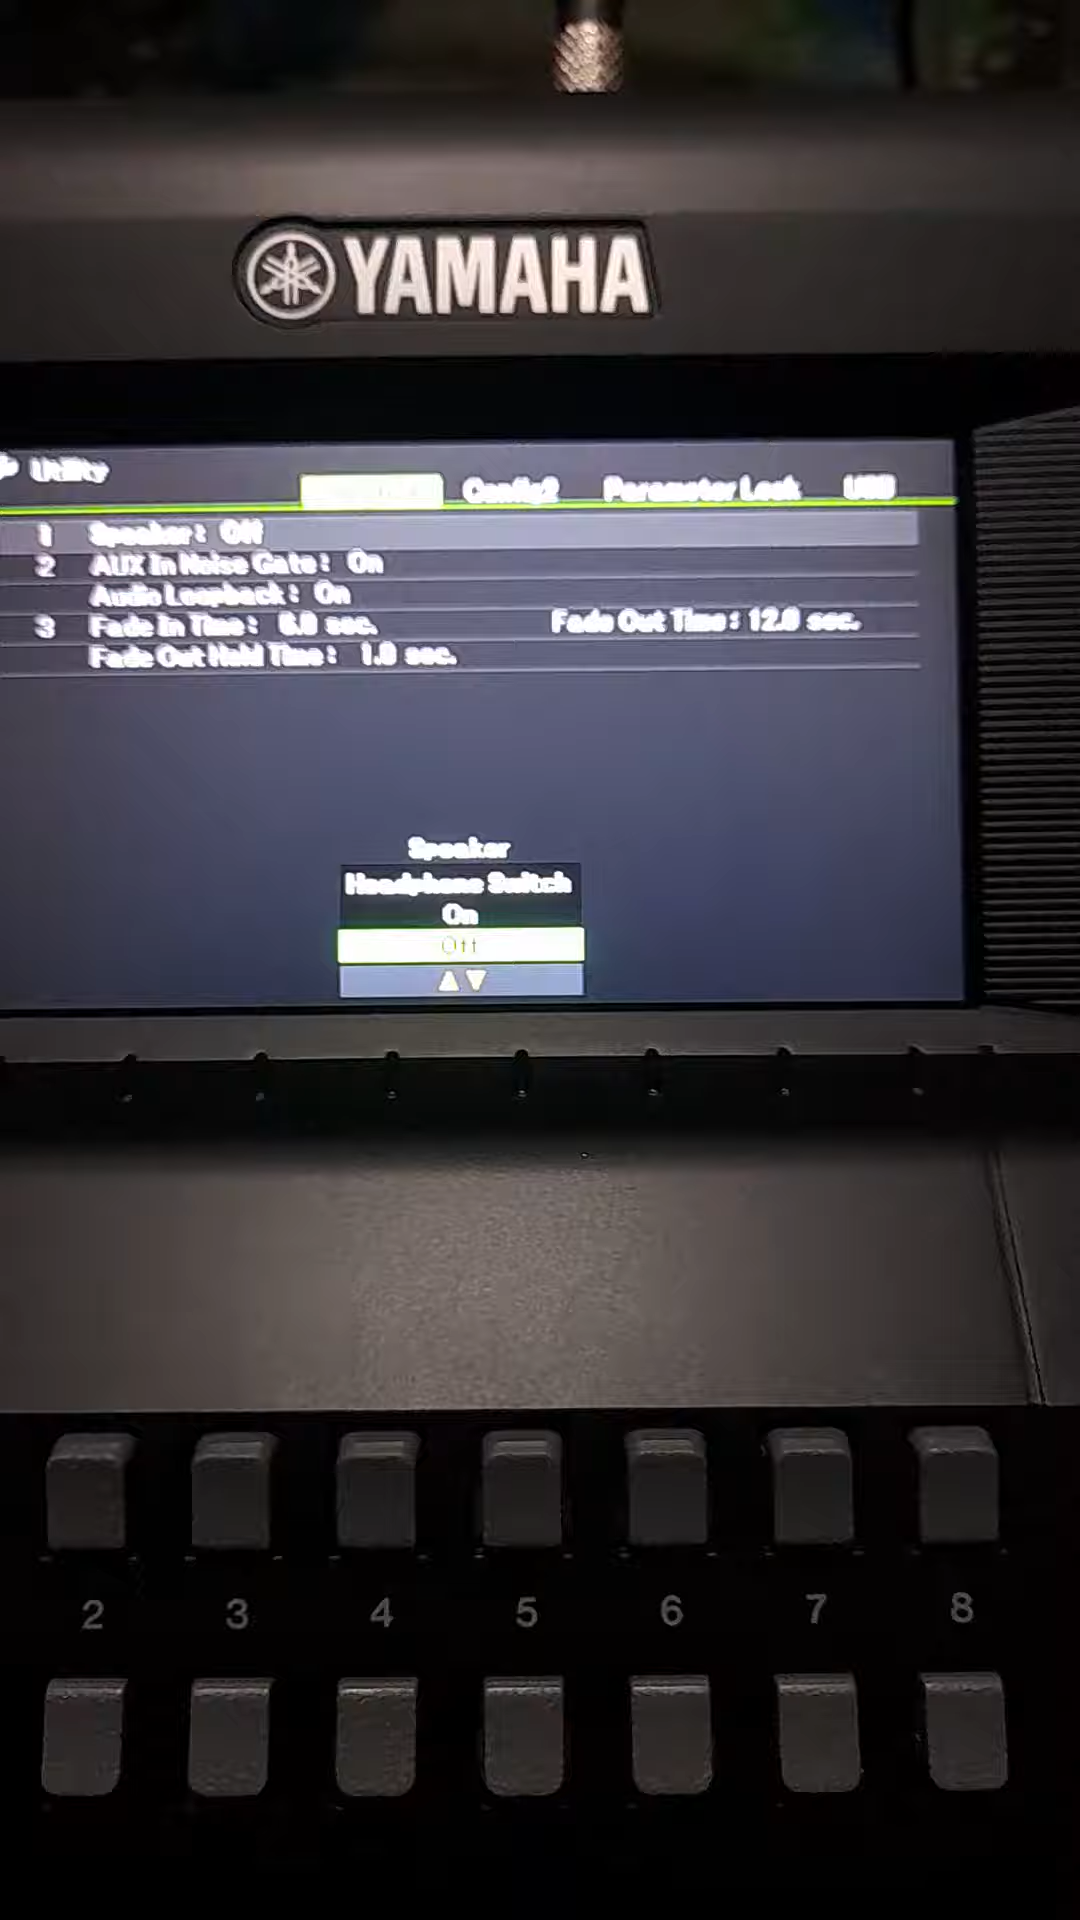 YAMAHA
Utility
Config2 Parameter Lock USB
1 Speaker: Off
2 AUX In Noise Gate: On
Audio Loopback: On
3 Fade In Time: 6.0 sec. Fade Out Time: 12.0 sec.
Fade Out Hold Time: 1.0 sec.
Speaker
Headphone Switch
On
Off
2 3 4 5 6 7 8